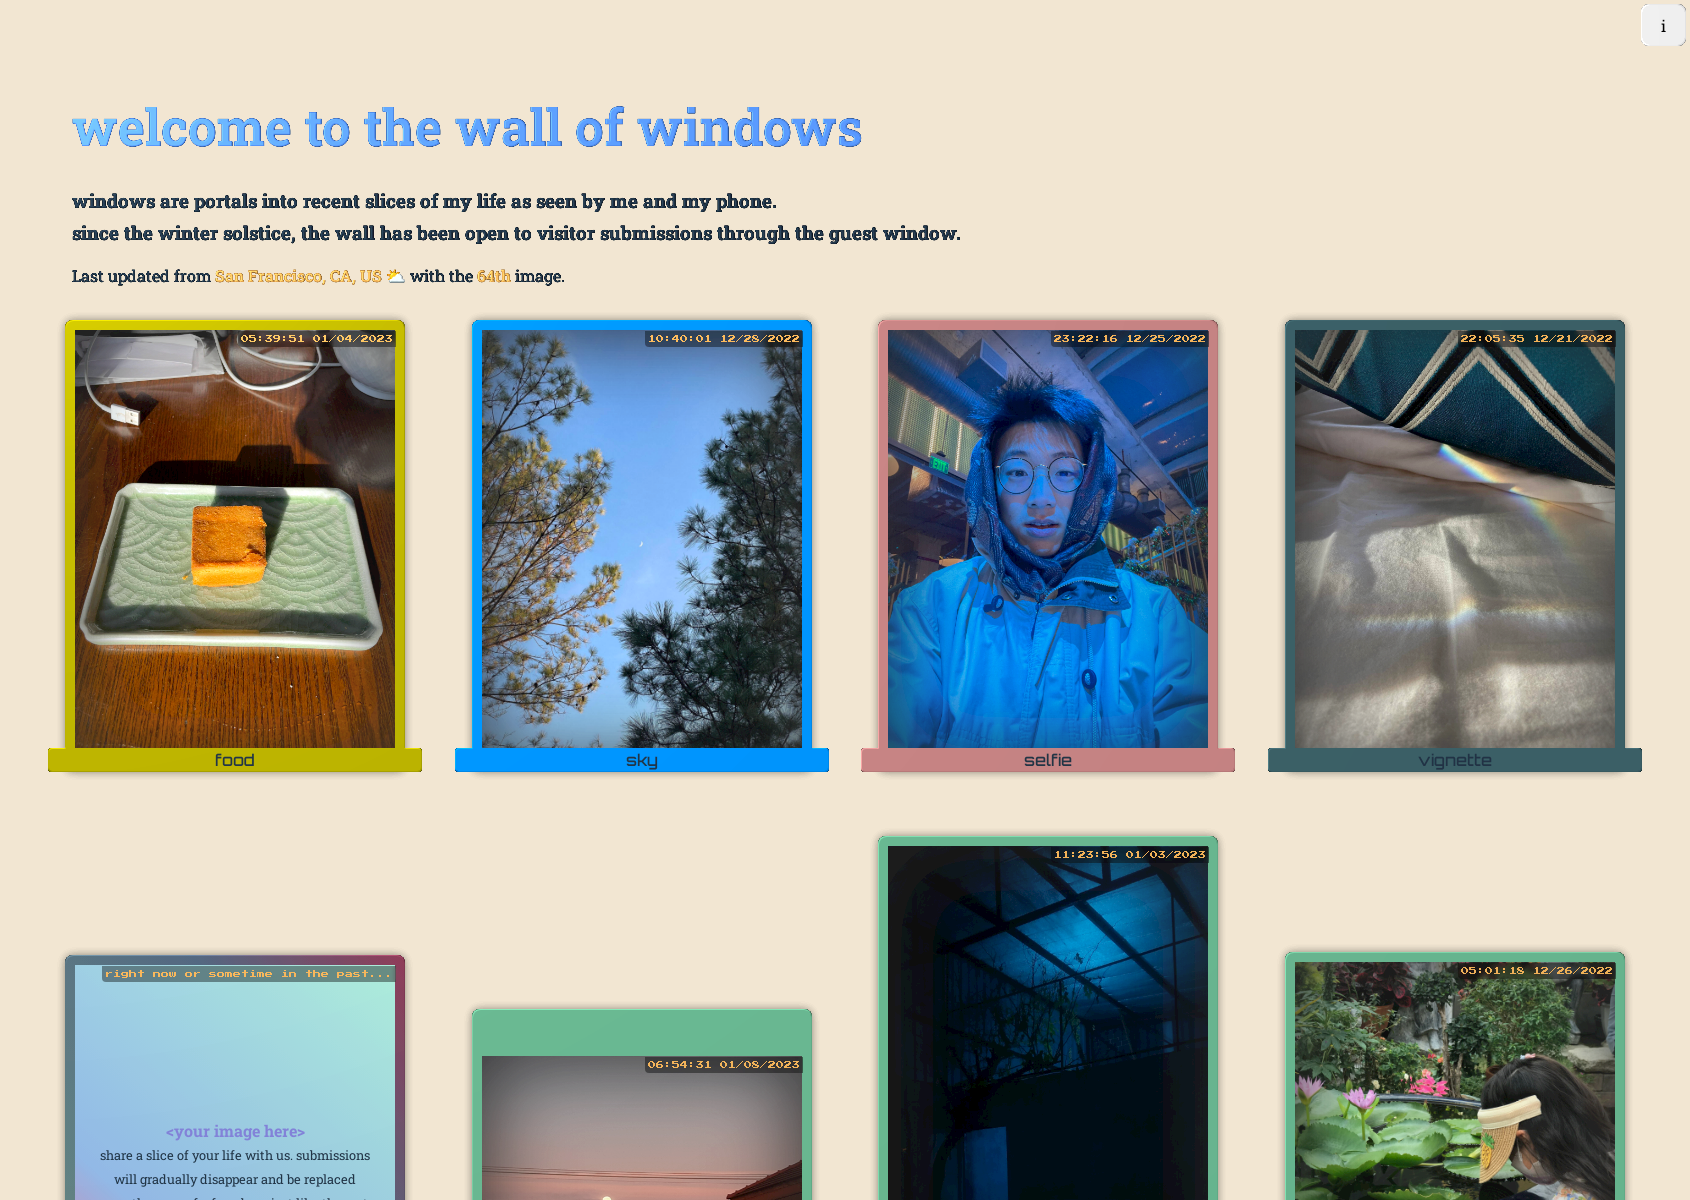 i
welcome to the wall of windows
windows are portals into recent slices of my life as seen by me and my phone.
since the winter solstice, the wall has been open to visitor submissions through the guest window.
Last updated from San Francisco, CA, US ⛅ with the 64th image.
05:39:51 01/04/2023
10:40:01 12/28/2022
23:22:16 12/25/2022
22:05:35 12/21/2022
EXIT
food
sky
selfie
vignette
11:23:56 01/03/2023
right now or sometime in the past...
05:01:18 12/26/2022
06:54:31 01/08/2023
<your image here>
share a slice of your life with us. submissions
will gradually disappear and be replaced